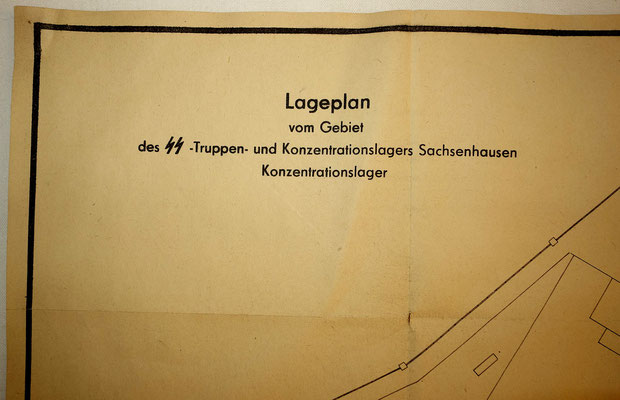 Lageplan
vom Gebiet
des ᛋᛋ -Truppen- und Konzentrationslagers Sachsenhausen
Konzentrationslager